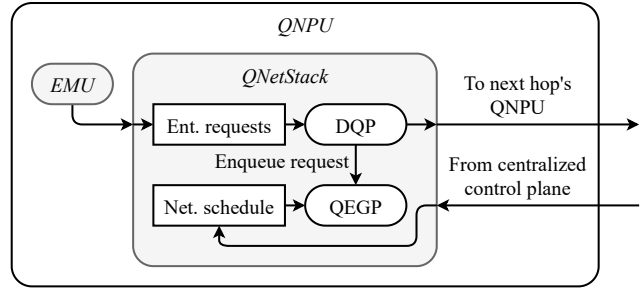 QNPU
QNetStack
EMU
To next hop's
QNPU
Ent. requests
DQP
Enqueue request
From centralized
control plane
Net. schedule
QEGP